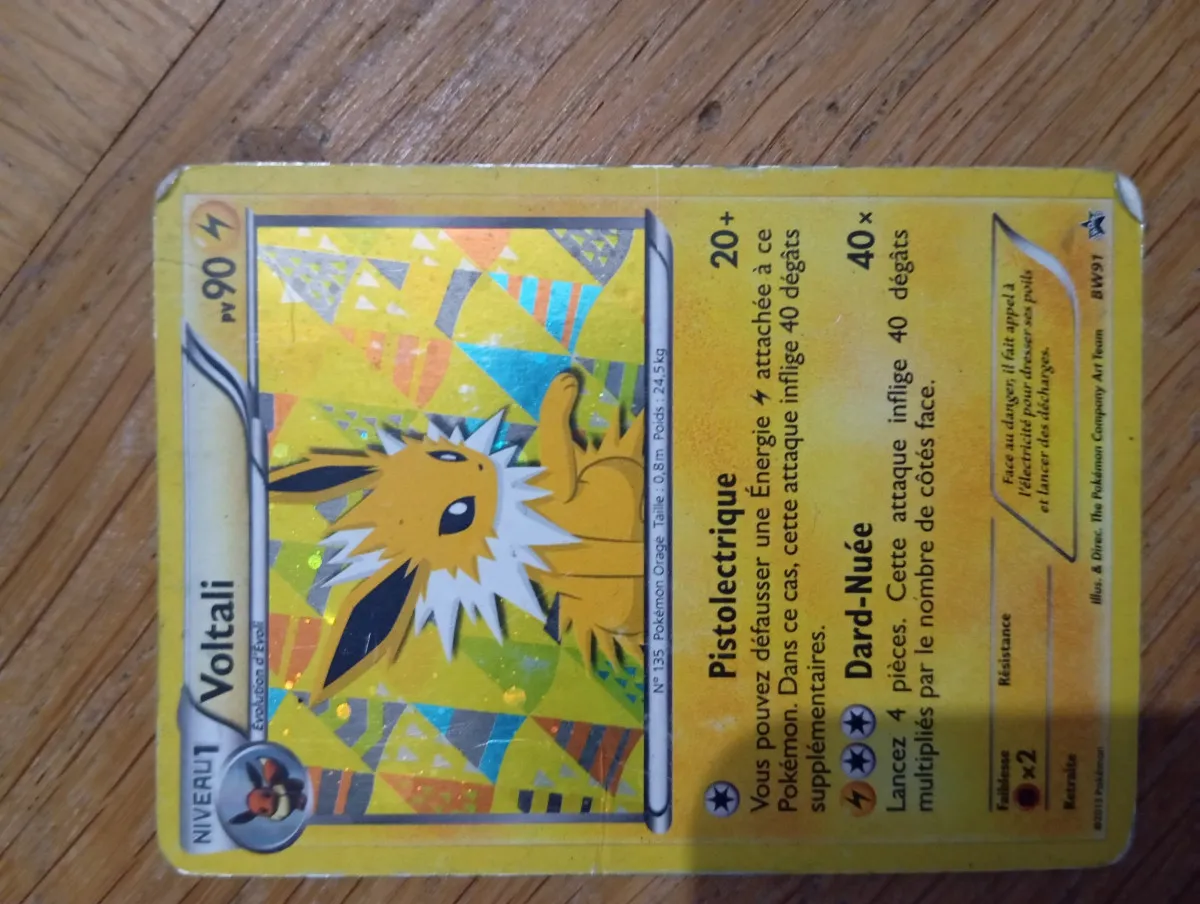 NIVEAU 1
Voltali
PV 90
Évolution d'Évoli
N° 135 Pokémon Orage Taille : 0,8m Poids : 24,5kg
Pistolectrique 20+
Vous pouvez défausser une Énergie attachée à ce
Pokémon. Dans ce cas, cette attaque inflige 40 dégâts
supplémentaires.
Dard-Nuée 40×
Lancez 4 pièces. Cette attaque inflige 40 dégâts
multipliés par le nombre de côtés face.
Faiblesse
×2
Résistance
Retraite
Face au danger, il fait appel à
l'électricité pour dresser ses poils
et lancer des décharges.
©2013 Pokémon
Illus. & Direc. The Pokémon Company Art Team
BW91